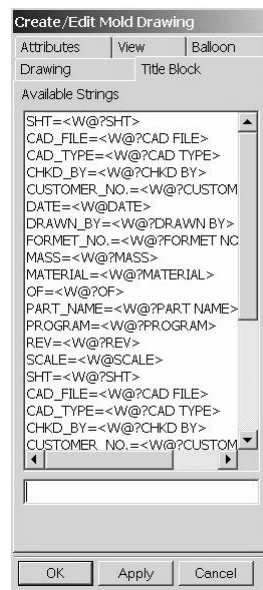 Create/Edit Mold Drawing
Attributes View Balloon
Drawing Title Block
Available Strings
SHT=<W@?SHT>
CAD_FILE=<W@?CAD FILE>
CAD_TYPE=<W@?CAD TYPE>
CHKD_BY=<W@?CHKD BY>
CUSTOMER_NO.=<W@?CUSTOM
DATE=<W@DATE>
DRAWN_BY=<W@?DRAWN BY>
FORMET_NO.=<W@?FORMET NO
MASS=<W@?MASS>
MATERIAL=<W@?MATERIAL>
OF=<W@?OF>
PART_NAME=<W@?PART NAME>
PROGRAM=<W@?PROGRAM>
REV=<W@?REV>
SCALE=<W@SCALE>
SHT=<W@?SHT>
CAD_FILE=<W@?CAD FILE>
CAD_TYPE=<W@?CAD TYPE>
CHKD_BY=<W@?CHKD BY>
CUSTOMER_NO.=<W@?CUSTOM
OK Apply Cancel